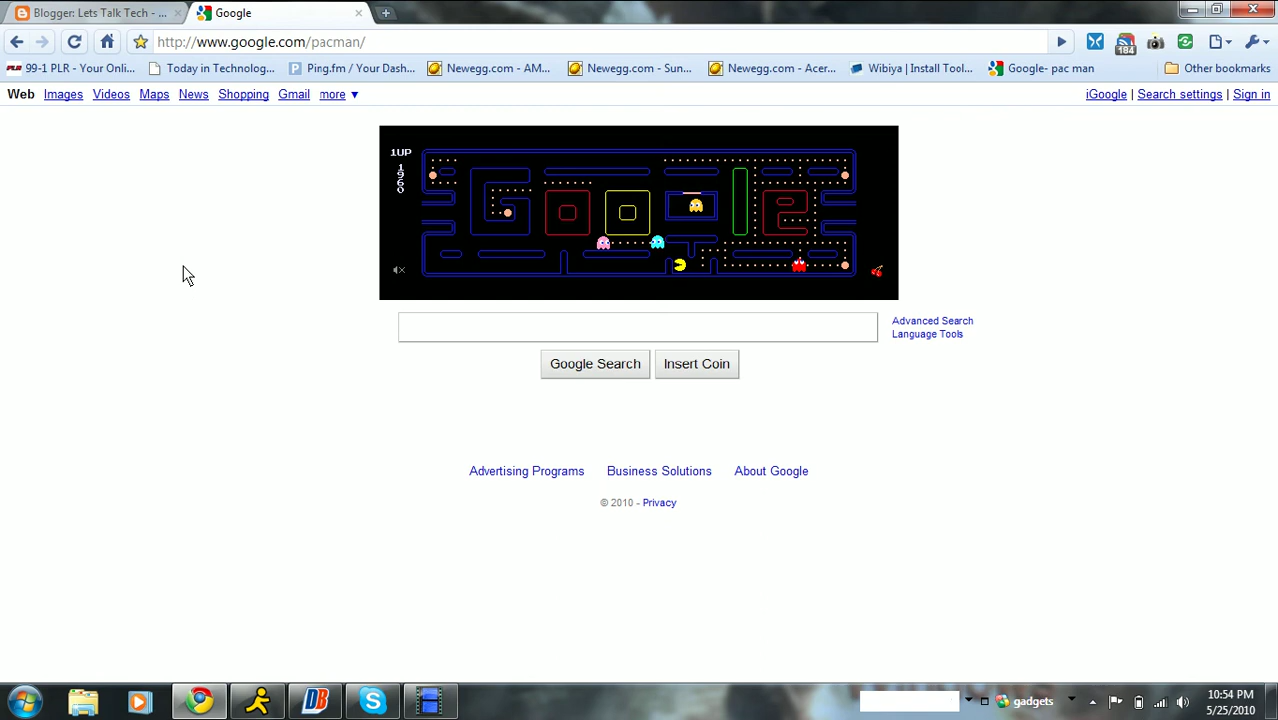 Blogger: Lets Talk Tech - ...
Google
http://www.google.com/pacman/
184
PLR 99-1 PLR - Your Onli...
Today in Technolog...
Ping.fm / Your Dash...
Newegg.com - AM...
Newegg.com - Sun...
Newegg.com - Acer...
Wibiya | Install Tool...
Google- pac man
Other bookmarks
Web Images Videos Maps News Shopping Gmail more ▼
iGoogle | Search settings | Sign in
1UP
1960
Advanced Search
Language Tools
Google Search
Insert Coin
Advertising Programs Business Solutions About Google
© 2010 - Privacy
DB
gadgets
10:54 PM
5/25/2010